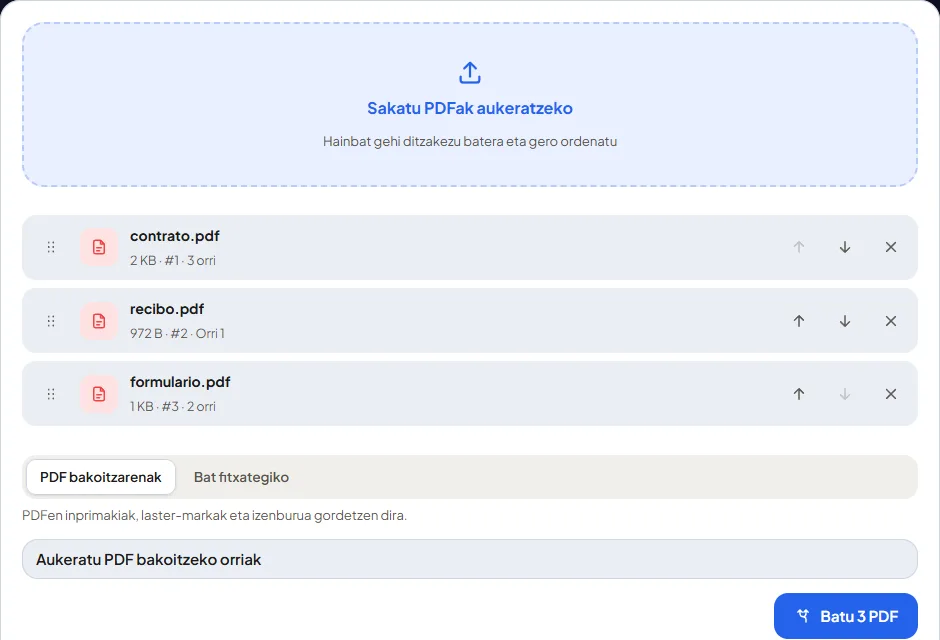 Sakatu PDFak aukeratzeko
Hainbat gehi ditzakezu batera eta gero ordenatu
contrato.pdf
2 KB · #1 · 3 orri
recibo.pdf
972 B · #2 · Orri 1
formulario.pdf
1 KB · #3 · 2 orri
PDF bakoitzarenak
Bat fitxategiko
PDFen inprimakiak, laster-markak eta izenburua gordetzen dira.
Aukeratu PDF bakoitzeko orriak
Batu 3 PDF